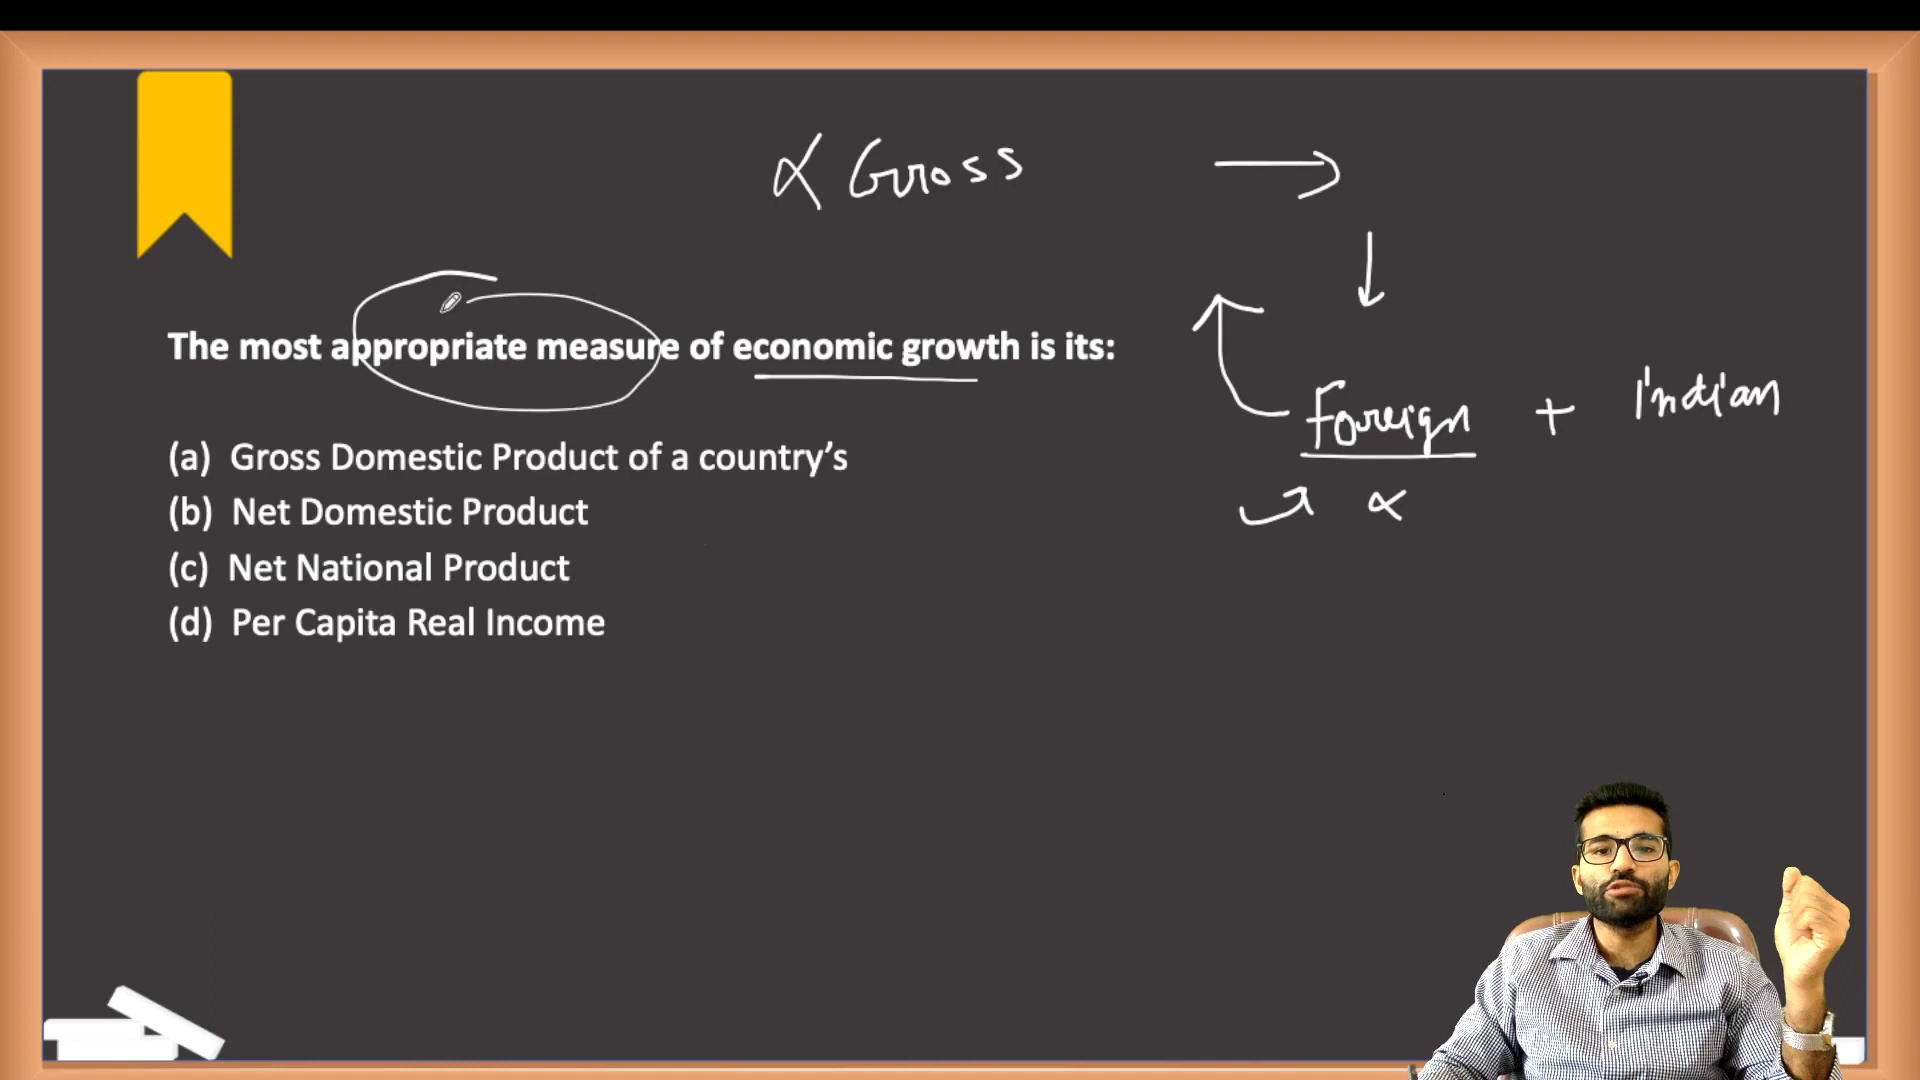 Gross
The most appropriate measure of economic growth is its:
Foreign + Indian
(a) Gross Domestic Product of a country’s
(b) Net Domestic Product
(c) Net National Product
(d) Per Capita Real Income